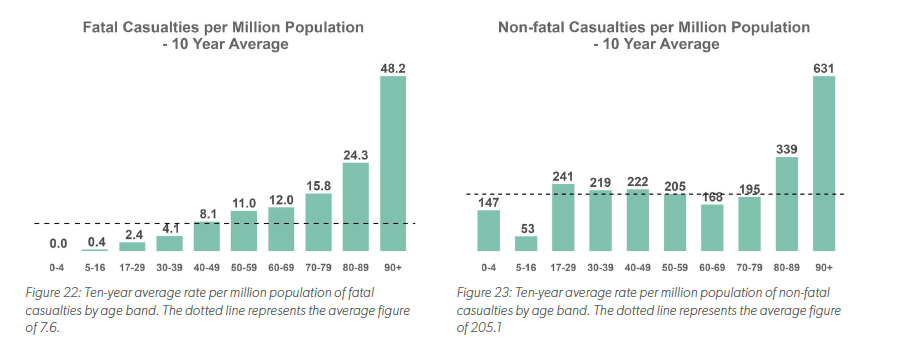 Fatal Casualties per Million Population
- 10 Year Average
48.2
24.3
15.8
12.0
11.0
8.1
4.1
2.4
0.4
0.0
0-4 5-16 17-29 30-39 40-49 50-59 60-69 70-79 80-89 90+
Figure 22: Ten-year average rate per million population of fatal
casualties by age band. The dotted line represents the average figure
of 7.6.
Non-fatal Casualties per Million Population
- 10 Year Average
631
339
241
219
222
205
195
168
147
53
0-4 5-16 17-29 30-39 40-49 50-59 60-69 70-79 80-89 90+
Figure 23: Ten-year average rate per million population of non-fatal
casualties by age band. The dotted line represents the average figure
of 205.1